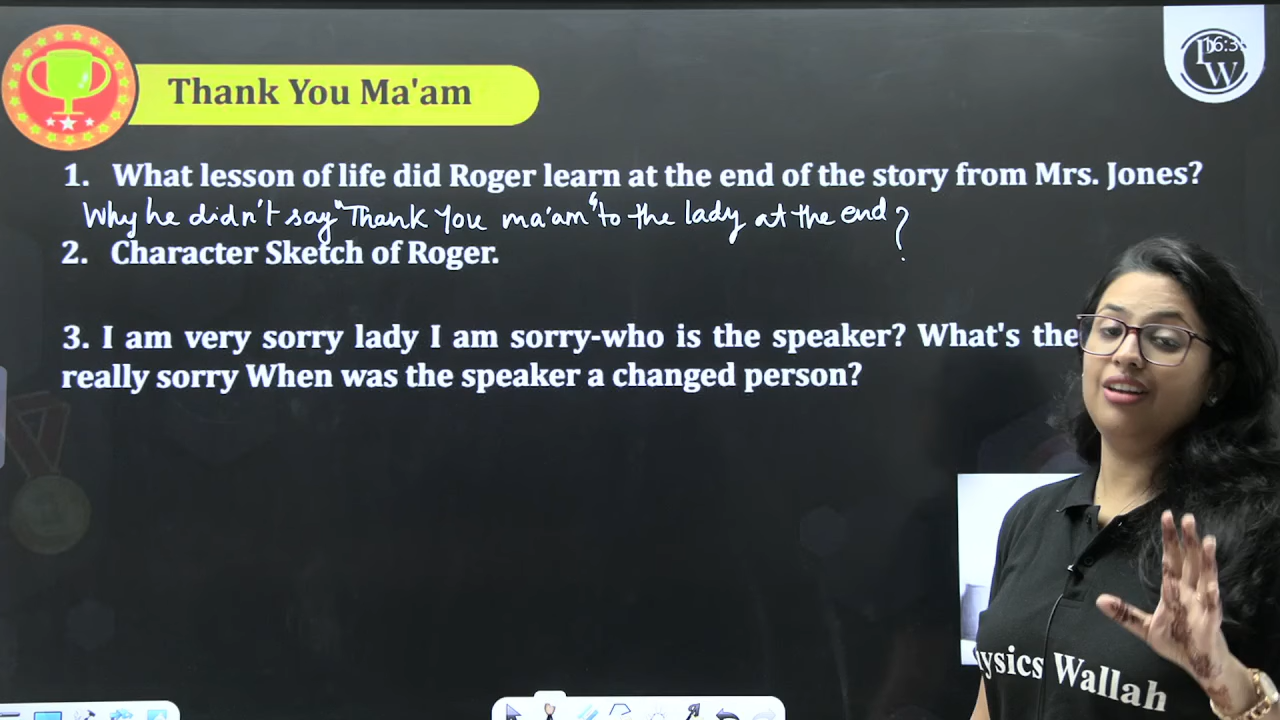 Thank You Ma'am
16:3
W
1. What lesson of life did Roger learn at the end of the story from Mrs. Jones?
Why he didn't say "Thank You ma'am" to the lady at the end?
2. Character Sketch of Roger.
3. I am very sorry lady I am sorry-who is the speaker? What's the
really sorry When was the speaker a changed person?
ysics Wallah